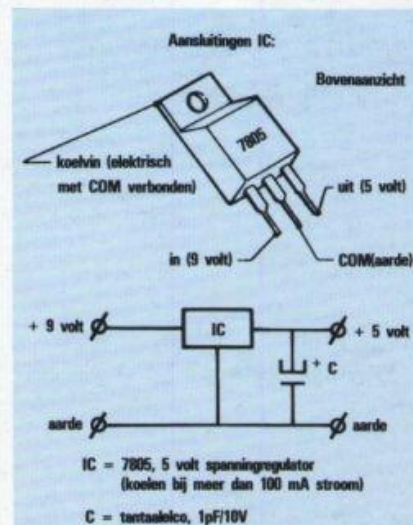 Aansluitingen IC:
Bovenaanzicht
7805
koelvin (elektrisch
met COM verbonden)
uit (5 volt)
in (9 volt)
COM(aarde)
+ 9 volt
IC
+ 5 volt
+ C
aarde
aarde
IC = 7805, 5 volt spanningregulator
(koelen bij meer dan 100 mA stroom)
C = tantaalelco, 1pF/10V